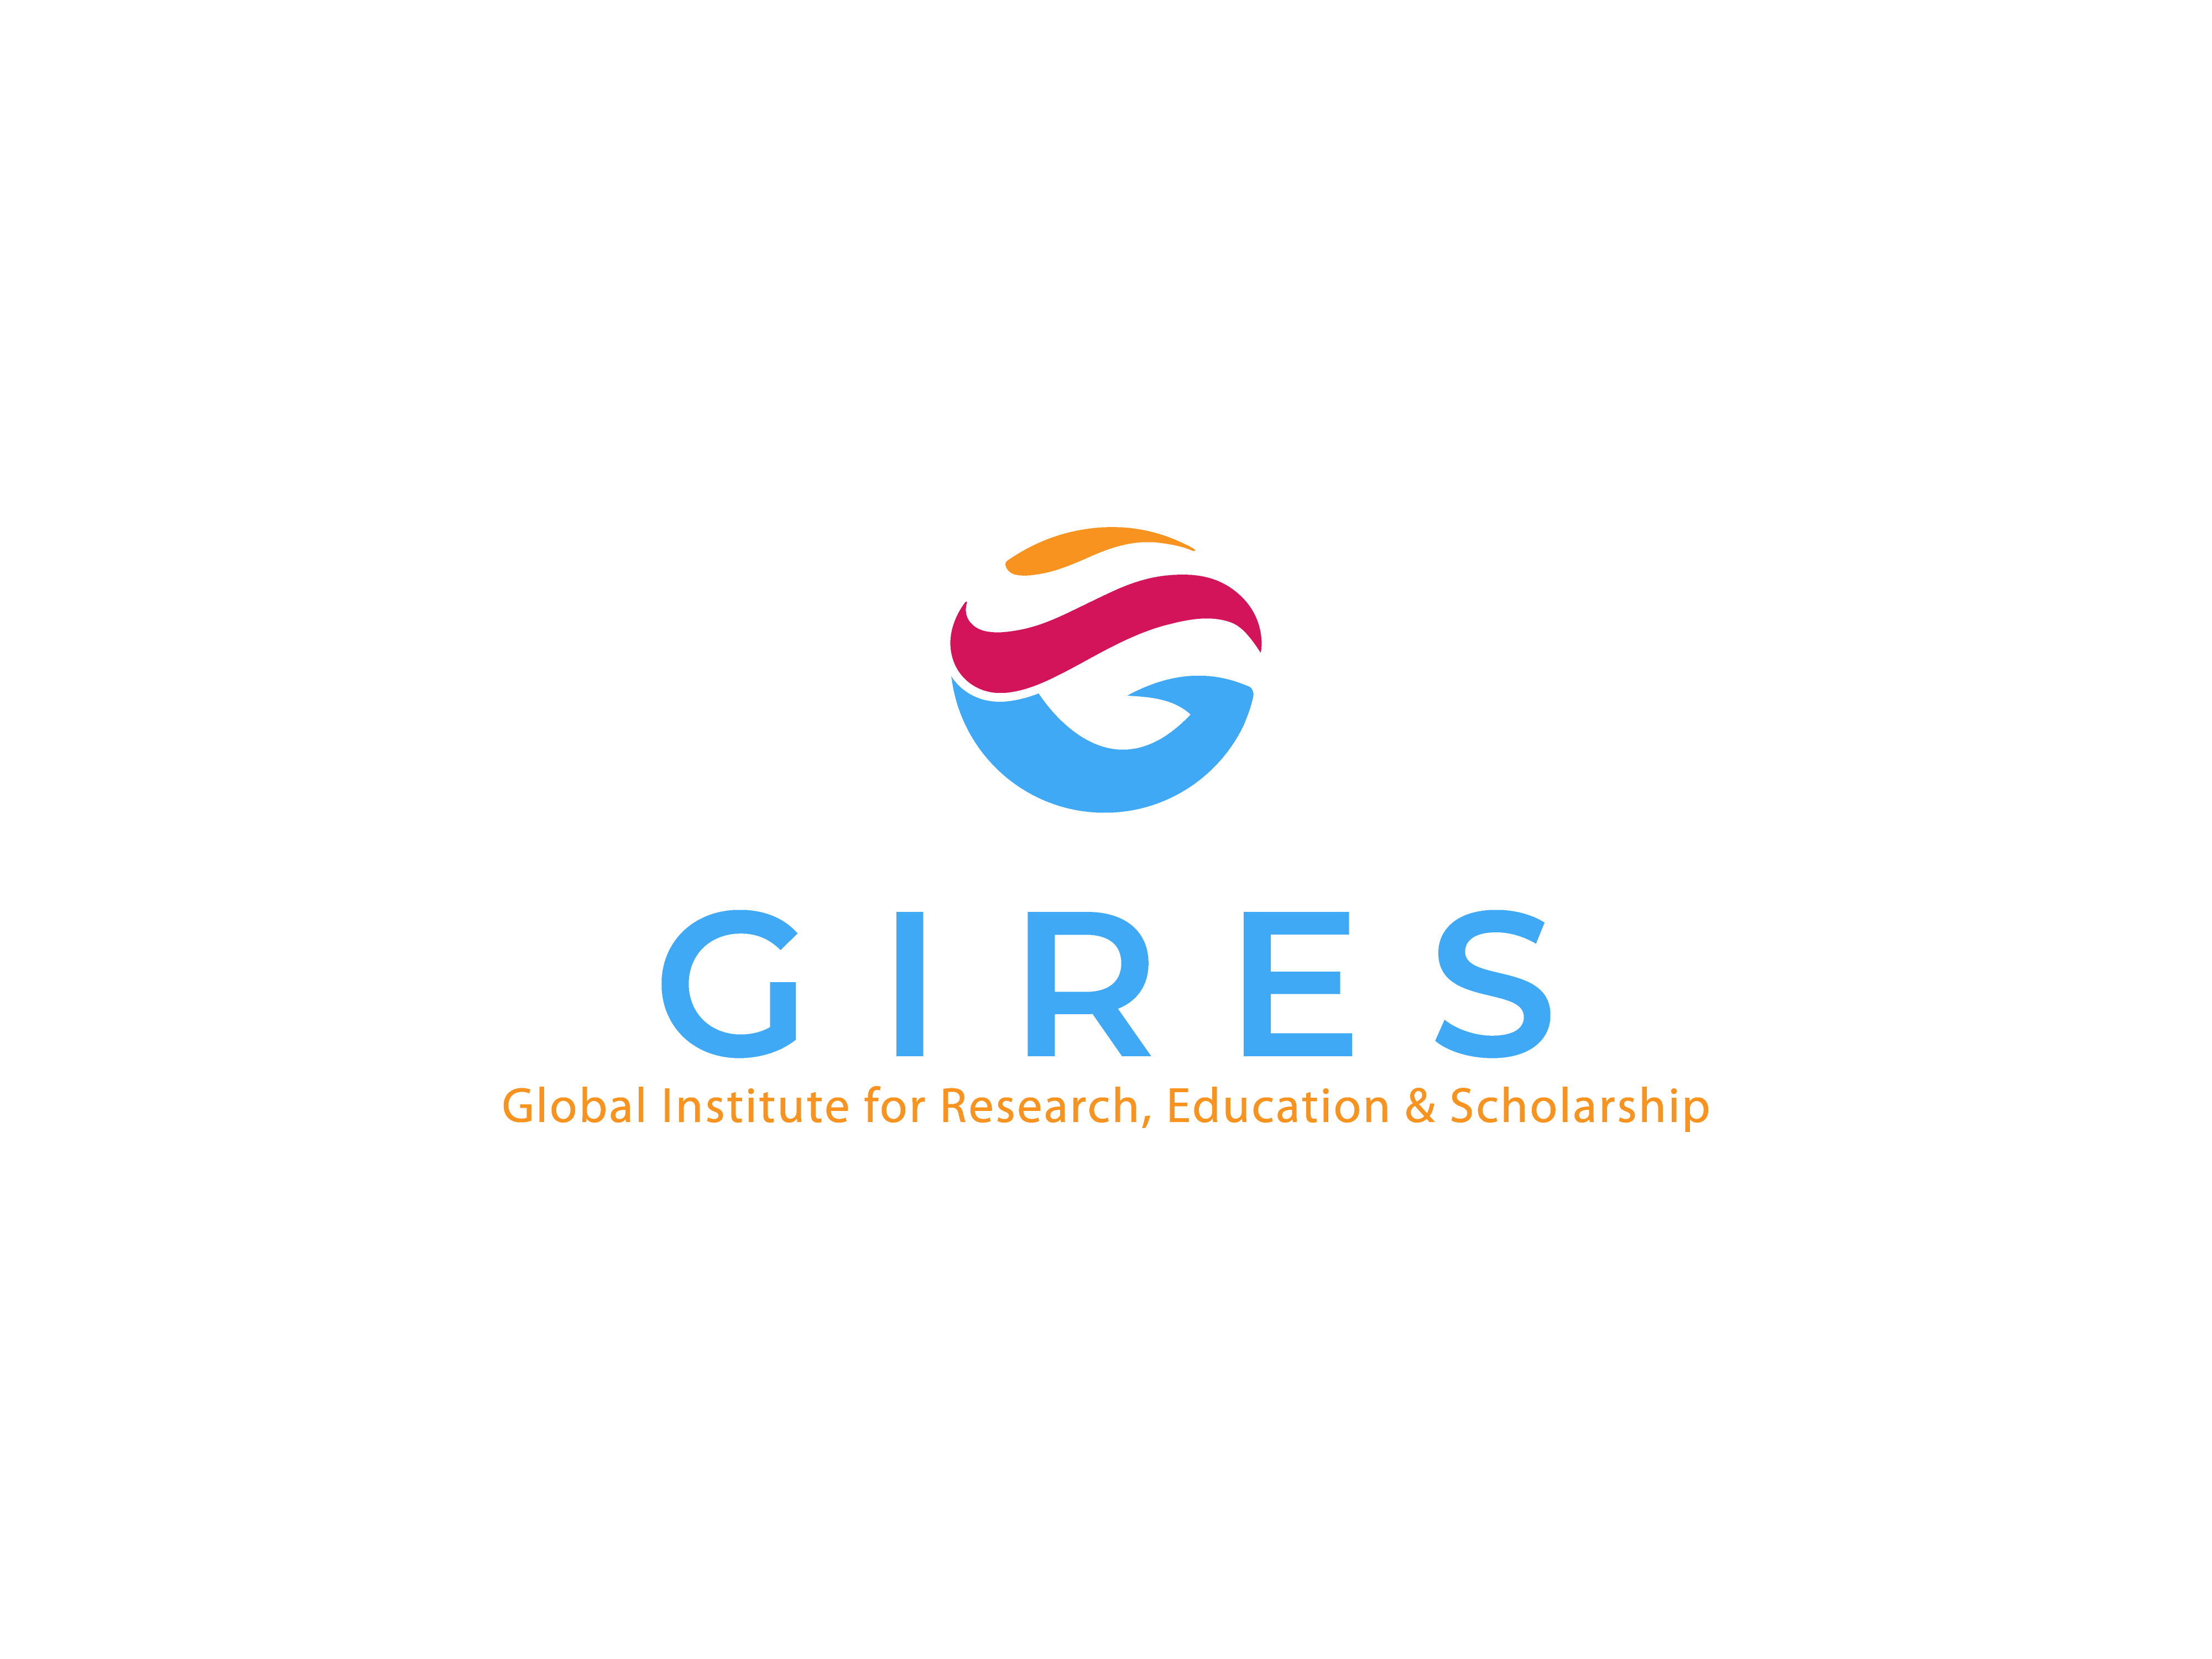 GIRES
Global Institute for Research, Education & Scholarship